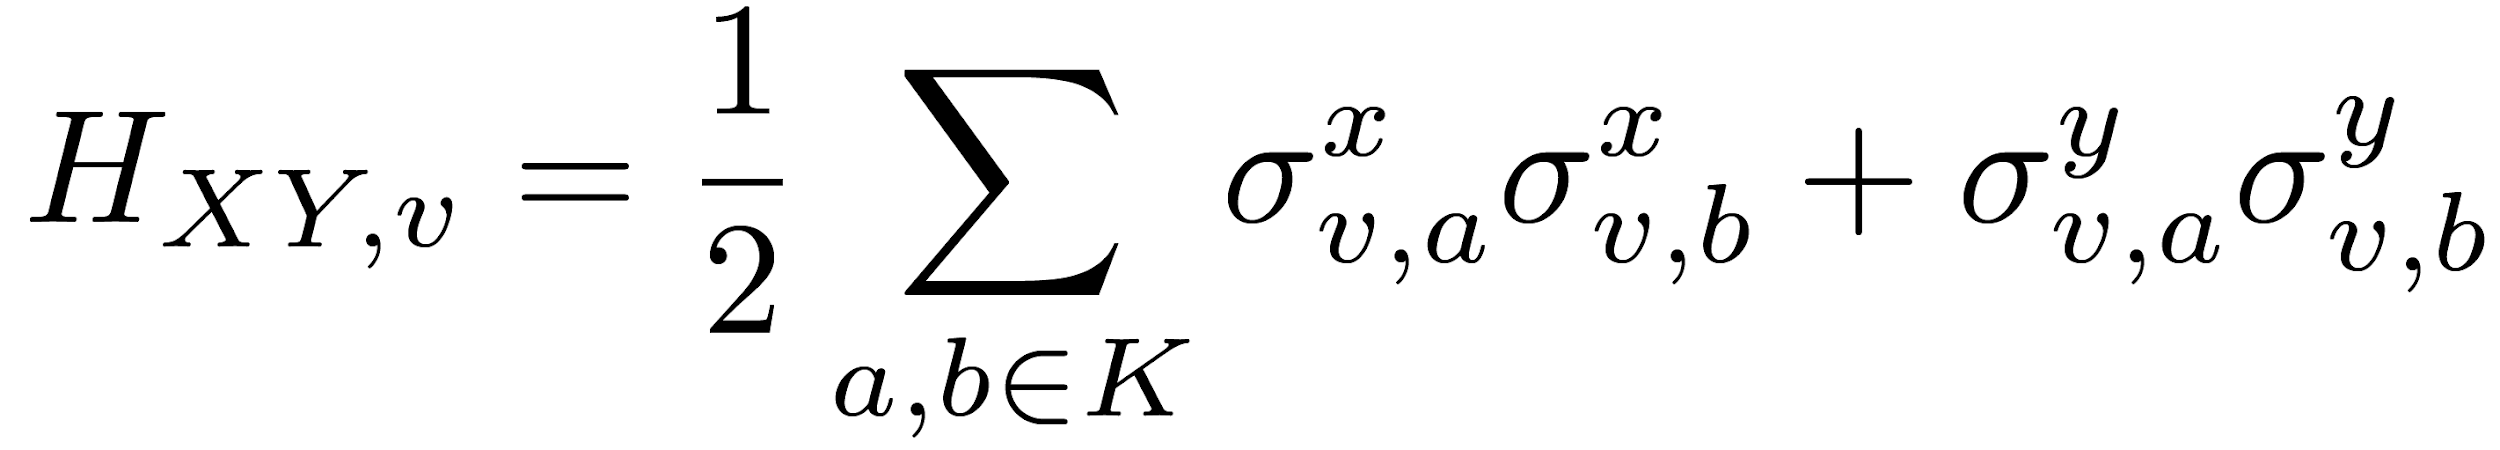 $H_{XY,v} = \frac{1}{2} \sum_{a,b \in K} \sigma^x_{v,a} \sigma^x_{v,b} + \sigma^y_{v,a} \sigma^y_{v,b}$